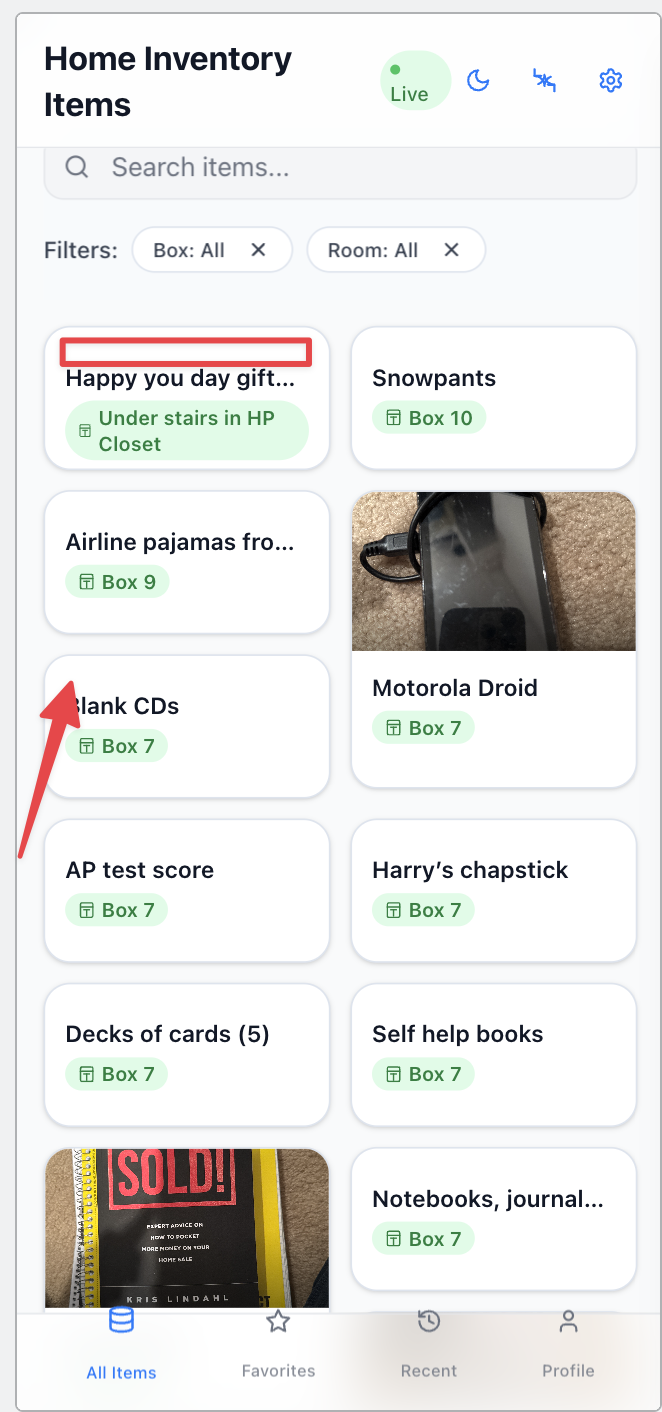 Home Inventory
Items
Live
Search items...
Filters:
Box: All
Room: All
Happy you day gift...
Under stairs in HP
Closet
Snowpants
Box 10
Airline pajamas fro...
Box 9
Motorola Droid
Box 7
Blank CDs
Box 7
AP test score
Box 7
Harry’s chapstick
Box 7
Decks of cards (5)
Box 7
Self help books
Box 7
SOLD!
EXPERT ADVICE ON
HOW TO POCKET
MORE MONEY ON YOUR
HOME SALE
KRIS LINDAHL
Notebooks, journal...
Box 7
All Items
Favorites
Recent
Profile